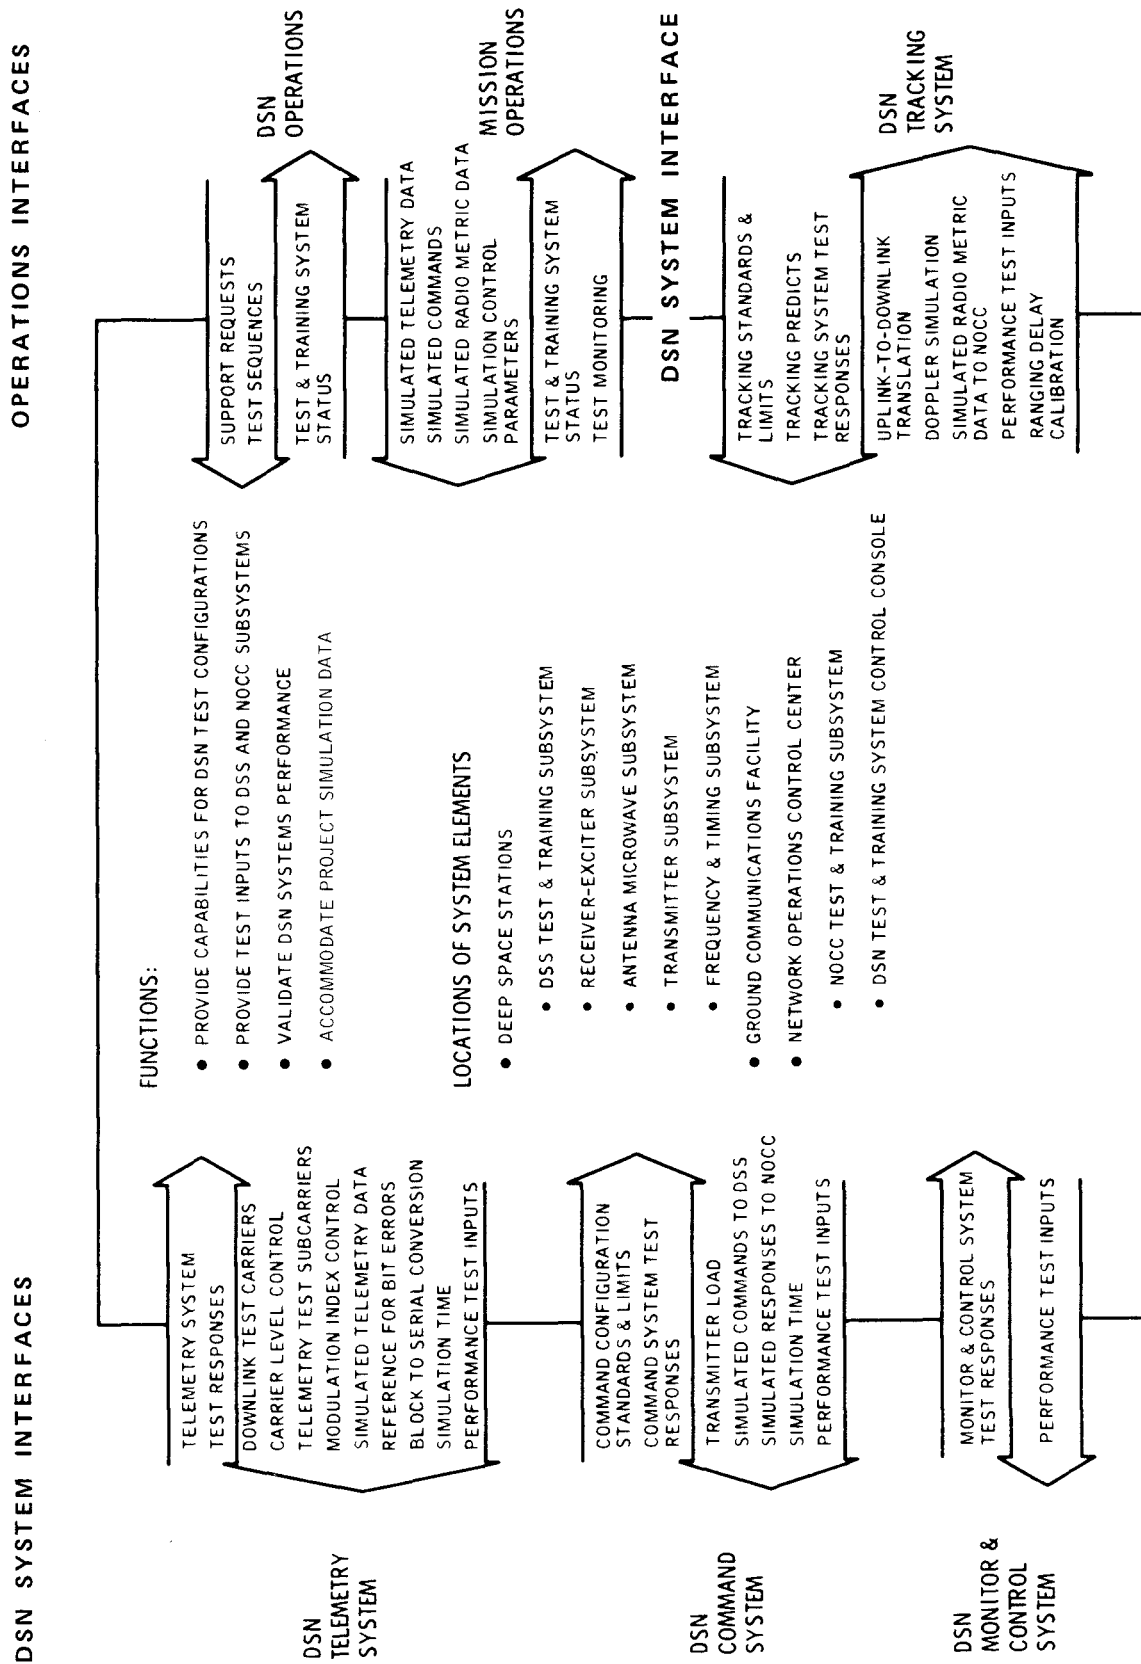 DSN SYSTEM INTERFACES
OPERATIONS INTERFACES
DSN
TELEMETRY
SYSTEM
TELEMETRY SYSTEM
TEST RESPONSES
DOWNLINK TEST CARRIERS
CARRIER LEVEL CONTROL
TELEMETRY TEST SUBCARRIERS
MODULATION INDEX CONTROL
SIMULATED TELEMETRY DATA
REFERENCE FOR BIT ERRORS
BLOCK TO SERIAL CONVERSION
SIMULATION TIME
PERFORMANCE TEST INPUTS
DSN
COMMAND
SYSTEM
COMMAND CONFIGURATION
STANDARDS & LIMITS
COMMAND SYSTEM TEST
RESPONSES
TRANSMITTER LOAD
SIMULATED COMMANDS TO DSS
SIMULATED RESPONSES TO NOCC
SIMULATION TIME
PERFORMANCE TEST INPUTS
DSN
MONITOR &
CONTROL
SYSTEM
MONITOR & CONTROL SYSTEM
TEST RESPONSES
PERFORMANCE TEST INPUTS
FUNCTIONS:
• PROVIDE CAPABILITIES FOR DSN TEST CONFIGURATIONS
• PROVIDE TEST INPUTS TO DSS AND NOCC SUBSYSTEMS
• VALIDATE DSN SYSTEMS PERFORMANCE
• ACCOMMODATE PROJECT SIMULATION DATA
LOCATIONS OF SYSTEM ELEMENTS
• DEEP SPACE STATIONS
• DSS TEST & TRAINING SUBSYSTEM
• RECEIVER-EXCITER SUBSYSTEM
• ANTENNA MICROWAVE SUBSYSTEM
• TRANSMITTER SUBSYSTEM
• FREQUENCY & TIMING SUBSYSTEM
• GROUND COMMUNICATIONS FACILITY
• NETWORK OPERATIONS CONTROL CENTER
• NOCC TEST & TRAINING SUBSYSTEM
• DSN TEST & TRAINING SYSTEM CONTROL CONSOLE
SUPPORT REQUESTS
TEST SEQUENCES
TEST & TRAINING SYSTEM
STATUS
DSN
OPERATIONS
SIMULATED TELEMETRY DATA
SIMULATED COMMANDS
SIMULATED RADIO METRIC DATA
SIMULATION CONTROL
PARAMETERS
TEST & TRAINING SYSTEM
STATUS
TEST MONITORING
MISSION
OPERATIONS
DSN SYSTEM INTERFACE
TRACKING STANDARDS &
LIMITS
TRACKING PREDICTS
TRACKING SYSTEM TEST
RESPONSES
UPLINK-TO-DOWNLINK
TRANSLATION
DOPPLER SIMULATION
SIMULATED RADIO METRIC
DATA TO NOCC
PERFORMANCE TEST INPUTS
RANGING DELAY
CALIBRATION
DSN
TRACKING
SYSTEM